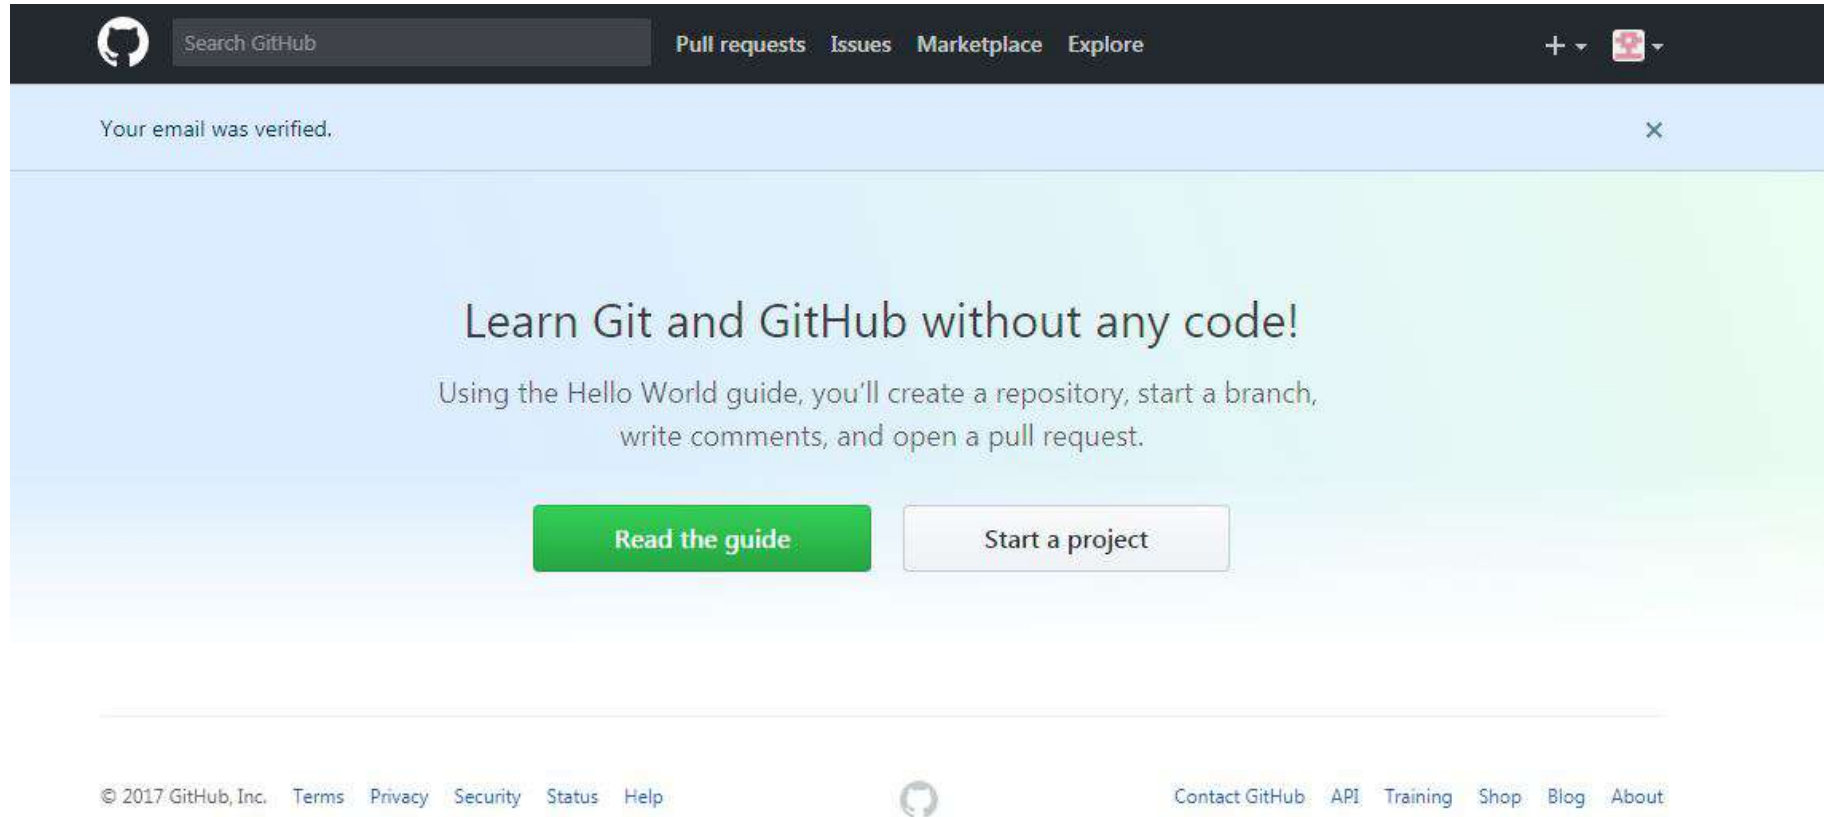 Search GitHub Pull requests Issues Marketplace Explore
Your email was verified.
Learn Git and GitHub without any code!
Using the Hello World guide, you’ll create a repository, start a branch,
write comments, and open a pull request.
Read the guide Start a project
© 2017 GitHub, Inc. Terms Privacy Security Status Help Contact GitHub API Training Shop Blog About